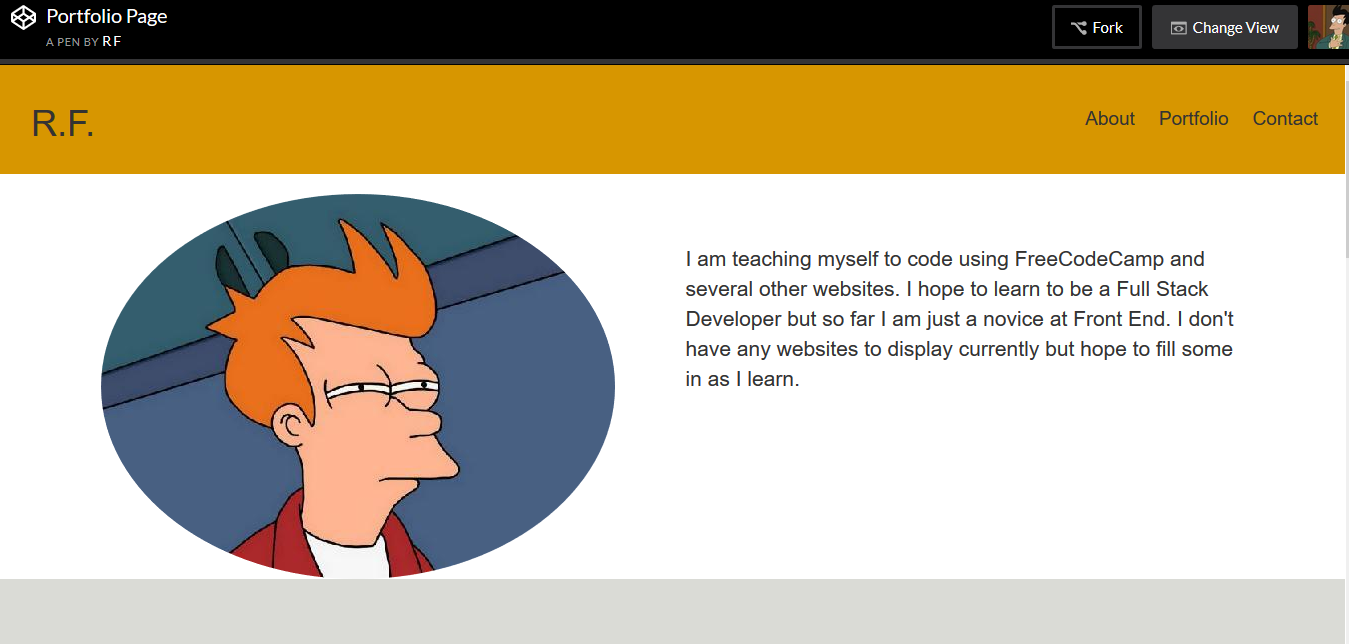 Portfolio Page
A PEN BY RF
Fork
Change View
R.F.
About Portfolio Contact
I am teaching myself to code using FreeCodeCamp and
several other websites. I hope to learn to be a Full Stack
Developer but so far I am just a novice at Front End. I don't
have any websites to display currently but hope to fill some
in as I learn.